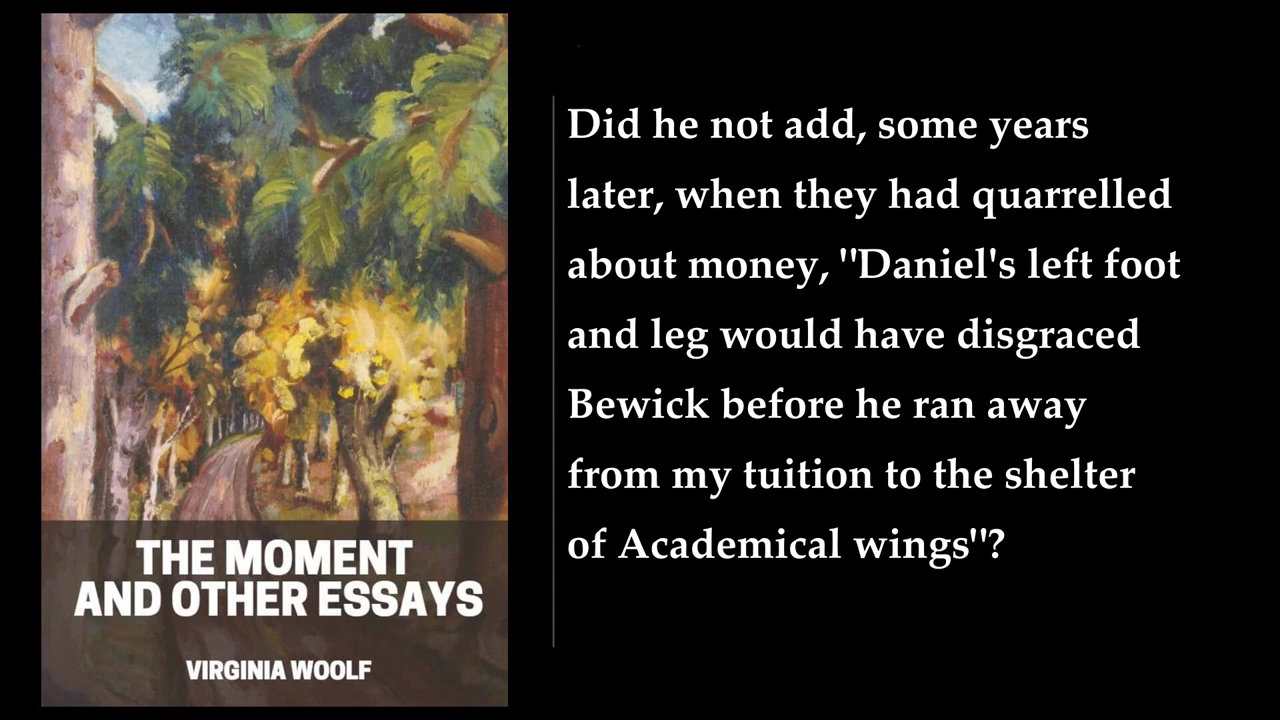 THE MOMENT
AND OTHER ESSAYS
VIRGINIA WOOLF
Did he not add, some years
later, when they had quarrelled
about money, "Daniel's left foot
and leg would have disgraced
Bewick before he ran away
from my tuition to the shelter
of Academical wings"?